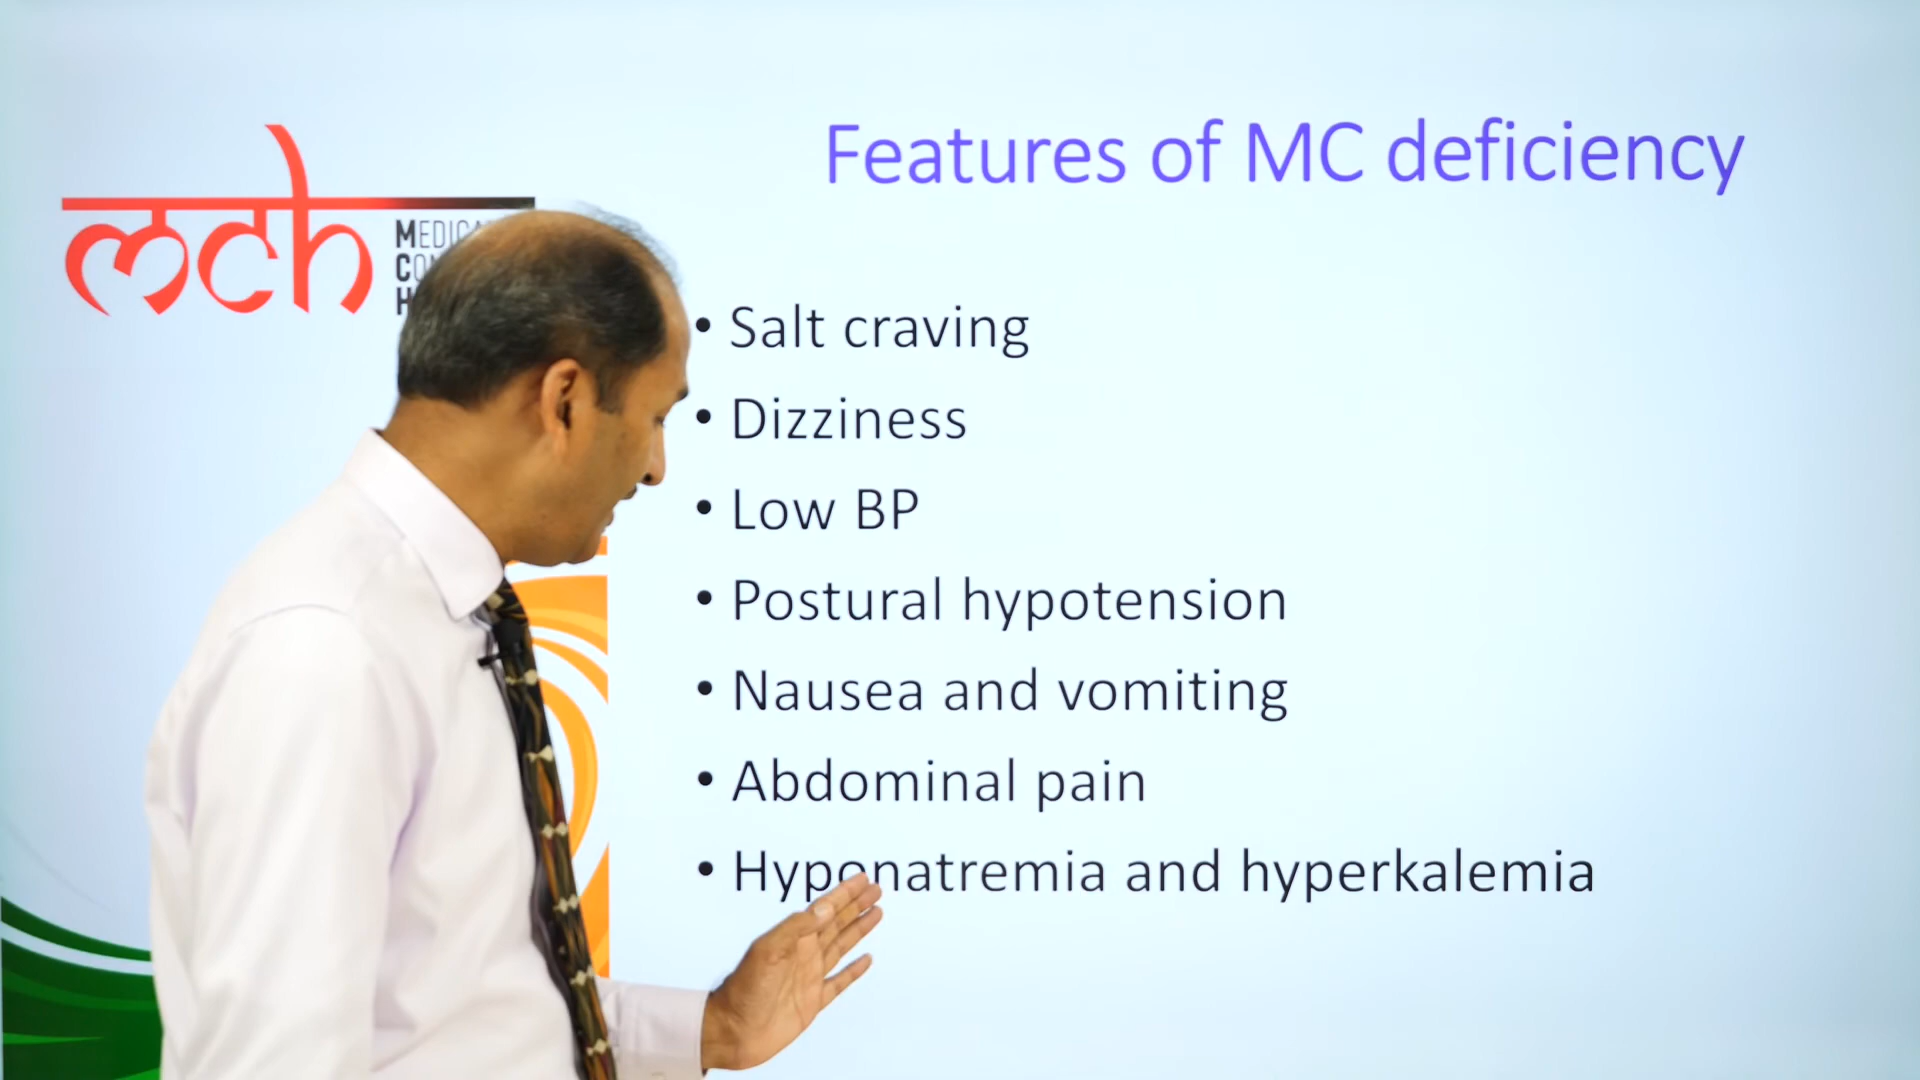 mch
Features of MC deficiency
• Salt craving
• Dizziness
• Low BP
• Postural hypotension
• Nausea and vomiting
• Abdominal pain
• Hyponatremia and hyperkalemia